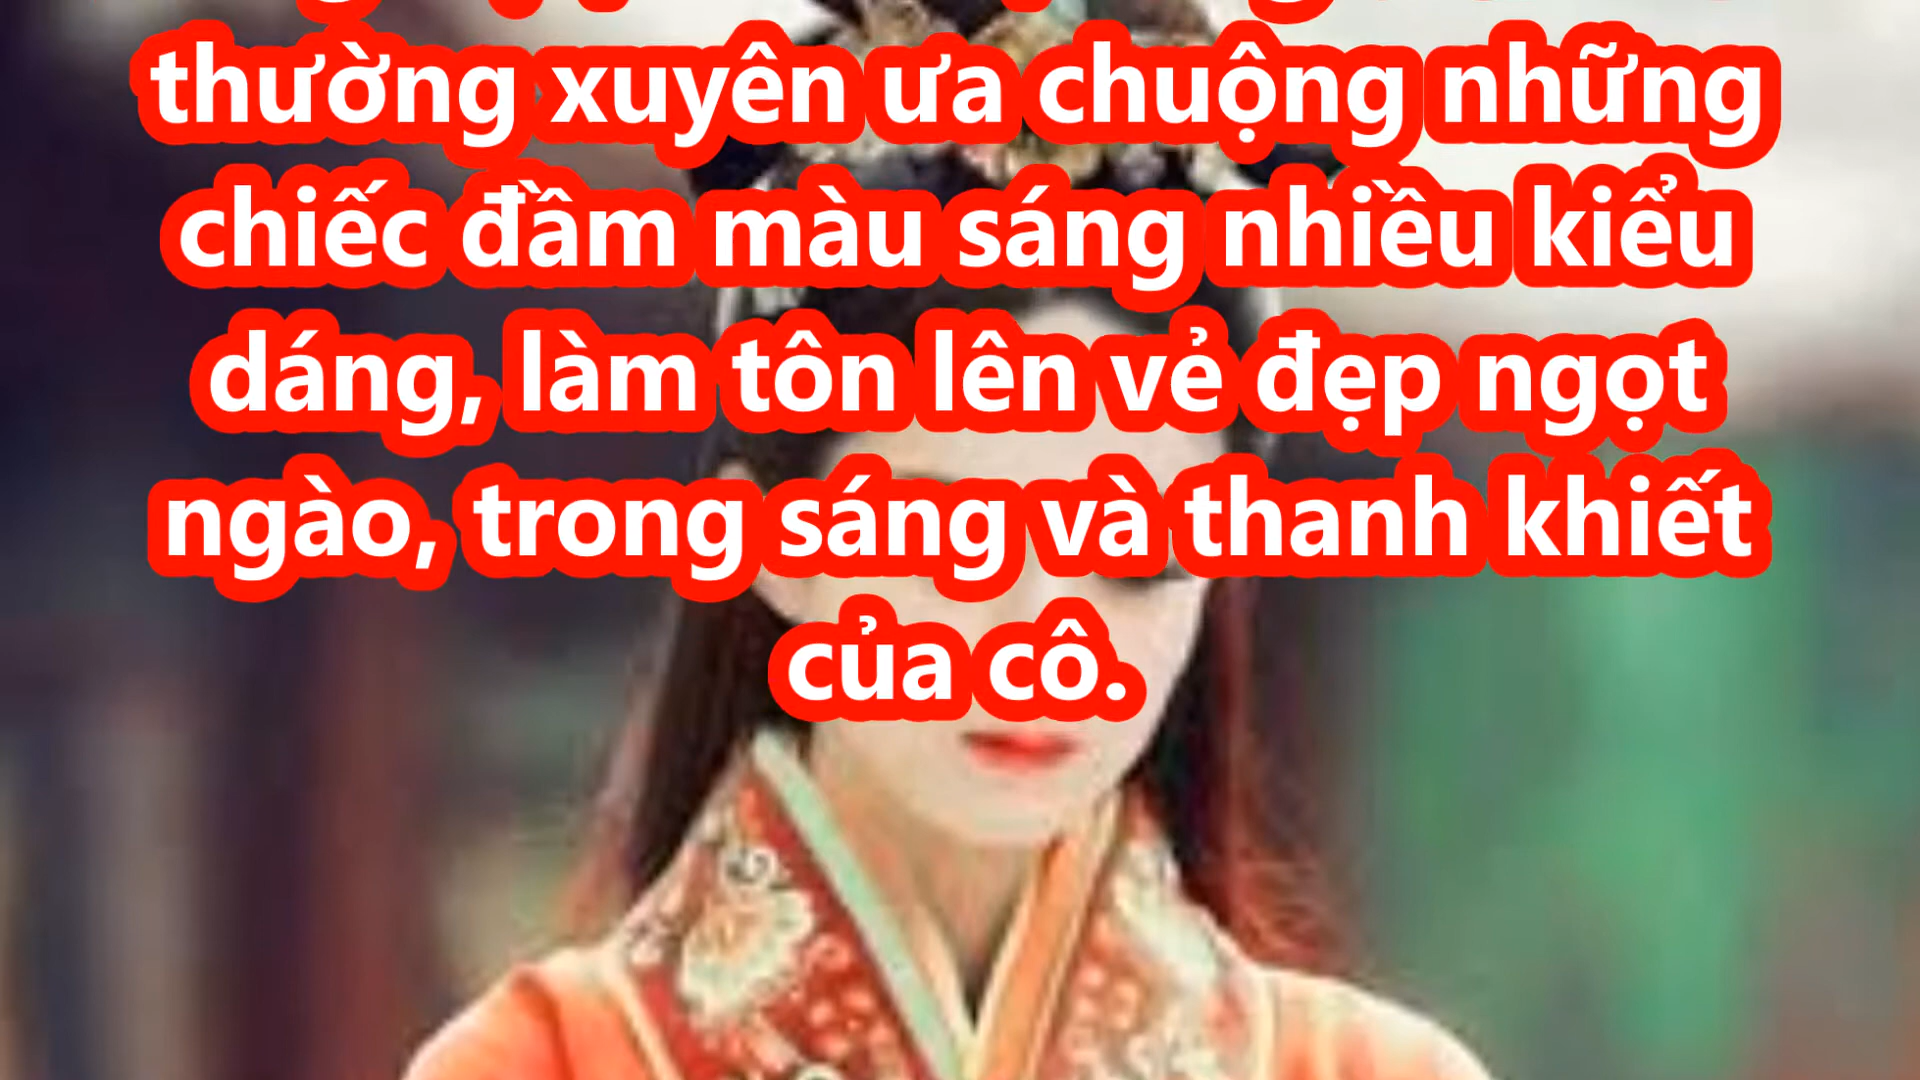 thường xuyên ưa chuộng những
chiếc đầm màu sáng nhiều kiểu
dáng, làm tôn lên vẻ đẹp ngọt
ngào, trong sáng và thanh khiết
của cô.